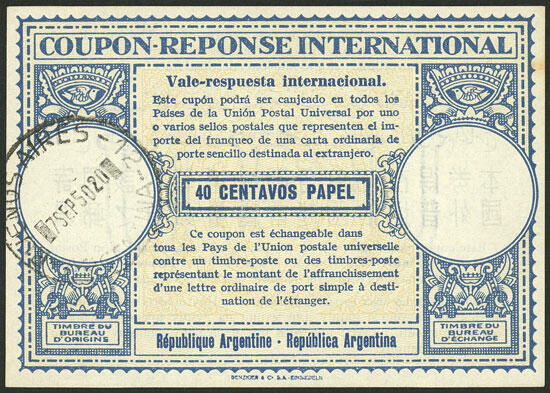 COUPON-REPONSE INTERNATIONAL
Vale-respuesta internacional.
Este cupón podrá ser canjeado en todos los
Países de la Unión Postal Universal por uno
o varios sellos postales que representen el im-
porte del franqueo de una carta ordinaria de
porte sencillo destinada al extranjero.
40 CENTAVOS PAPEL
Ce coupon est échangeable dans
tous les Pays de l'Union postale universelle
contre un timbre-poste ou des timbres-poste
représentant le montant de l'affranchissement
d'une lettre ordinaire de port simple à desti-
nation de l'étranger.
AIRES-12
7SEP5020
TIMBRE DU
BUREAU
D'ORIGINE
République Argentine - República Argentina
TIMBRE DU
BUREAU
D'ÉCHANGE
BENZIGER & Co S.A.-EINSIEDELN